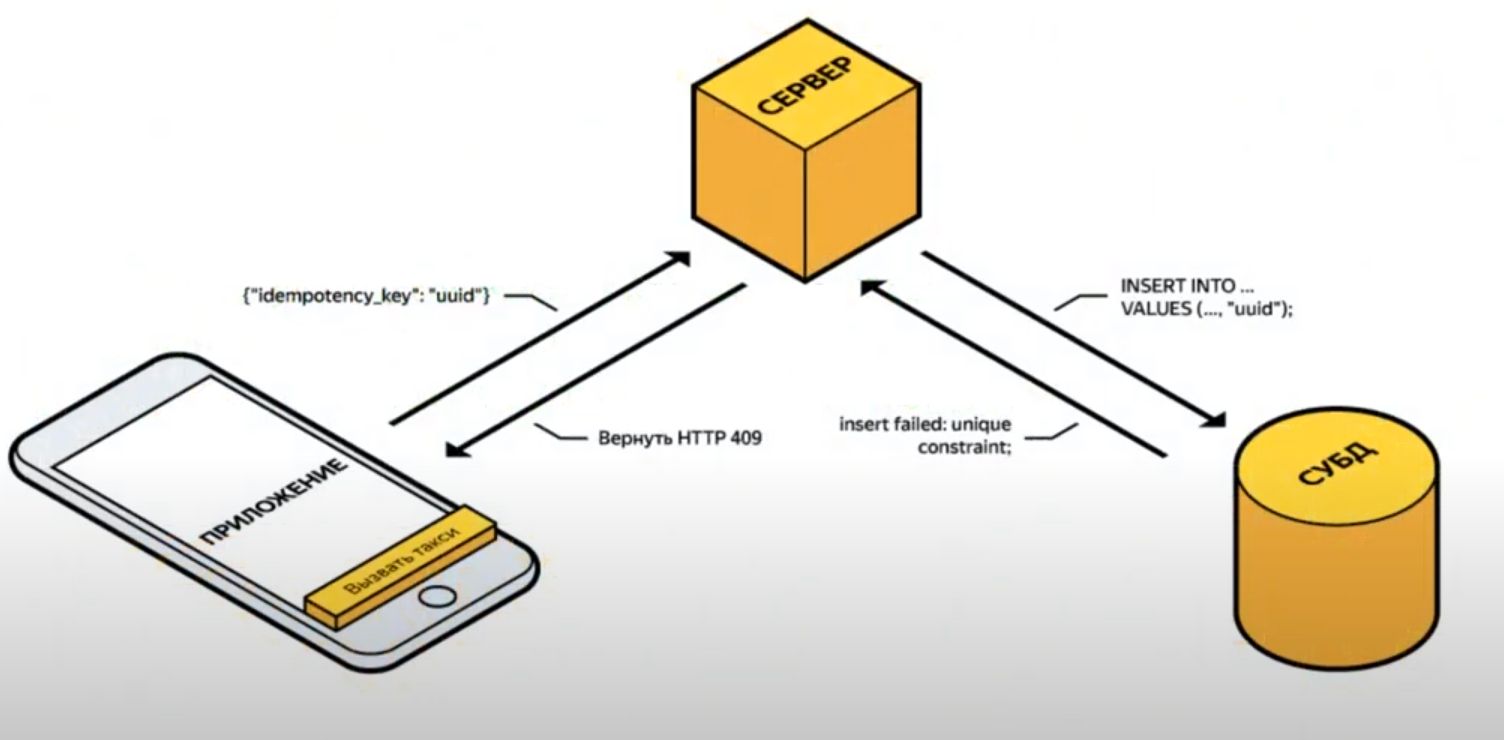 СЕРВЕР
{"idempotency_key": "uuid"}
INSERT INTO ...
VALUES (..., "uuid");
Вернуть HTTP 409
insert failed: unique
constraint;
ПРИЛОЖЕНИЕ
Вызвать такси
СУБД